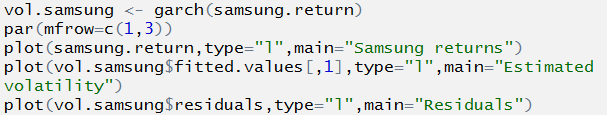 vol.samsung <- garch(samsung.return)
par(mfrow=c(1,3))
plot(samsung.return,type="l",main="Samsung returns")
plot(vol.samsung$fitted.values[,1],type="l",main="Estimated
volatility")
plot(vol.samsung$residuals,type="l",main="Residuals")